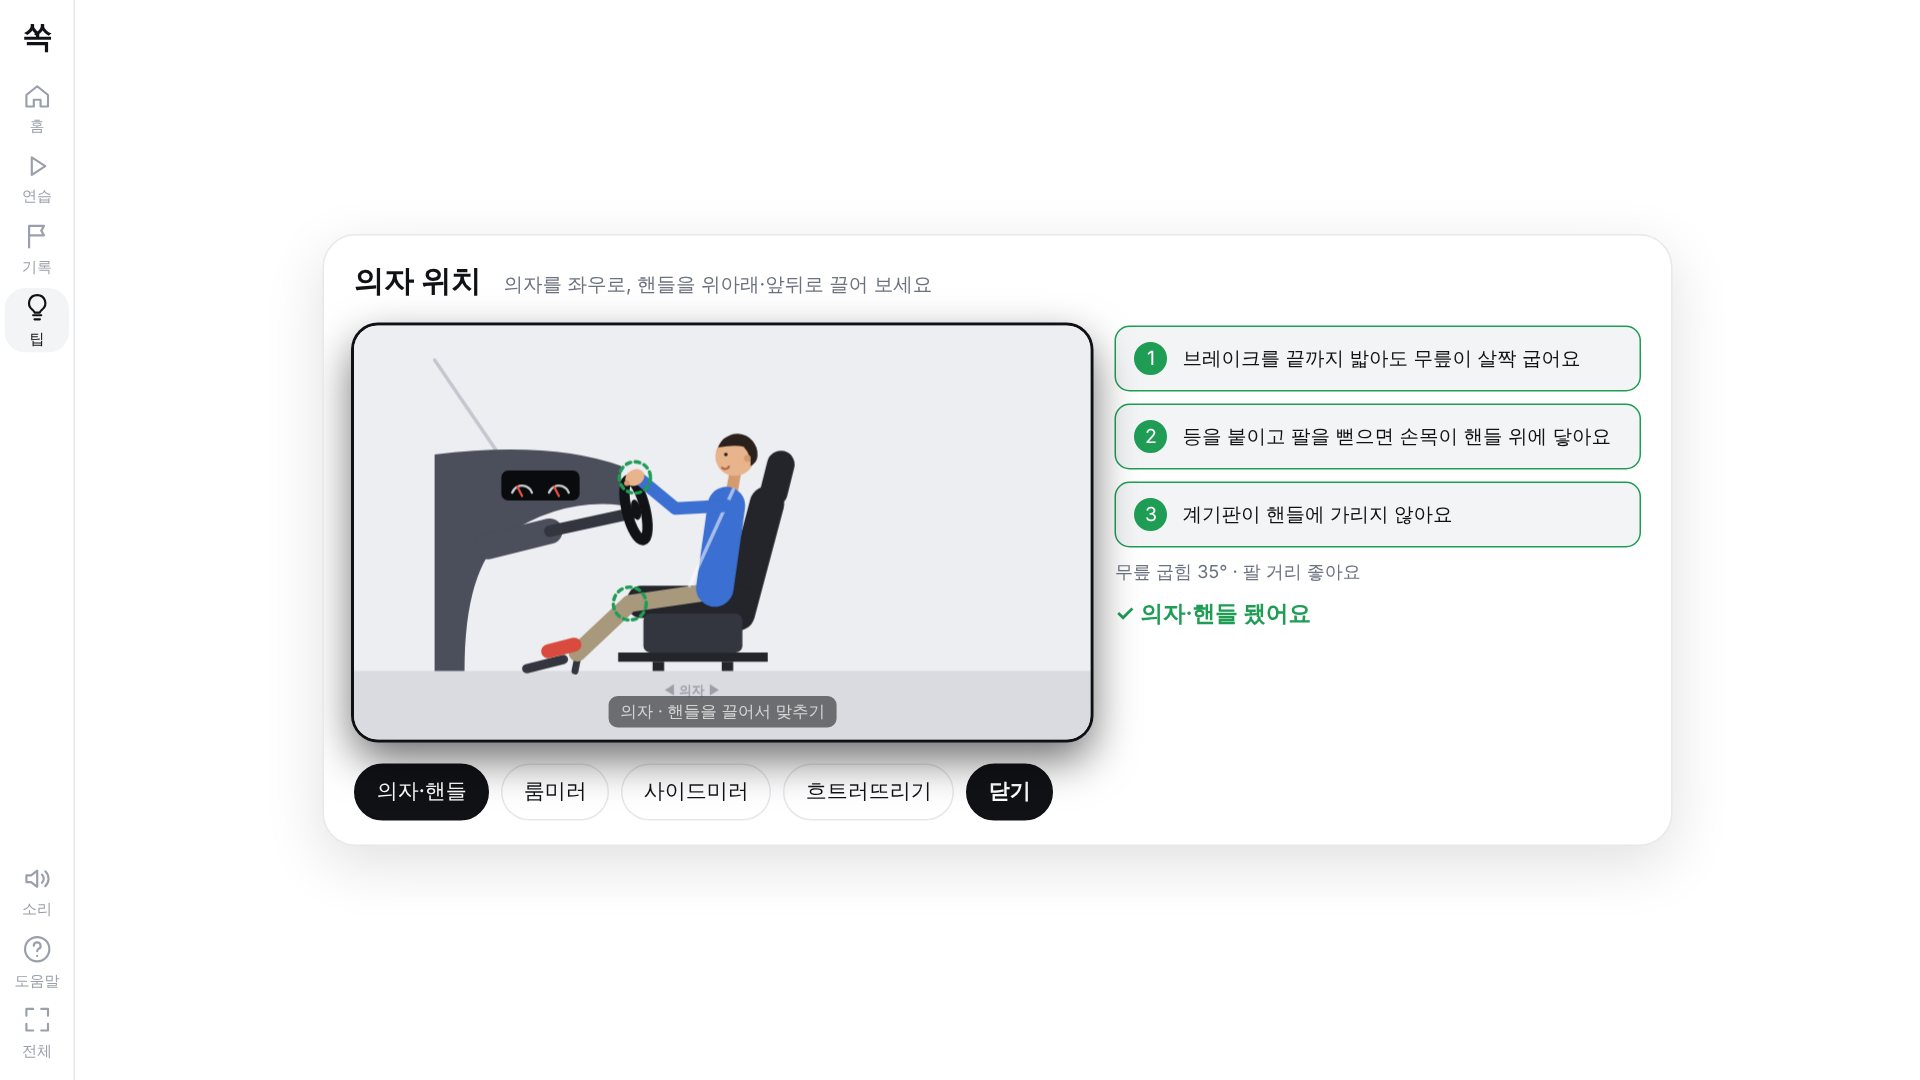 쏙
홈
연습
기록
팁
소리
도움말
전체
의자 위치 의자를 좌우로, 핸들을 위아래·앞뒤로 끌어 보세요
◀ 의자 ▶
의자 · 핸들을 끌어서 맞추기
1 브레이크를 끝까지 밟아도 무릎이 살짝 굽어요
2 등을 붙이고 팔을 뻗으면 손목이 핸들 위에 닿아요
3 계기판이 핸들에 가리지 않아요
무릎 굽힘 35° · 팔 거리 좋아요
✓ 의자·핸들 됐어요
의자·핸들 룸미러 사이드미러 흐트러뜨리기 닫기